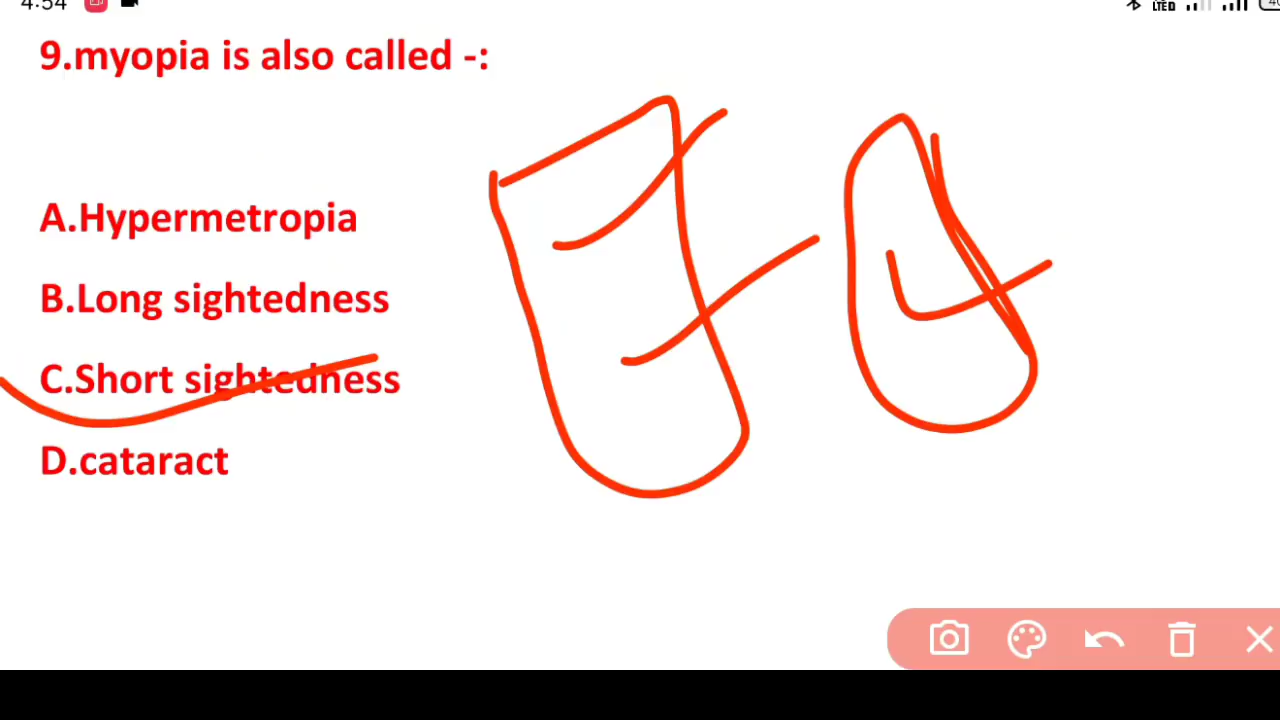 4:54
9.myopia is also called -:
A.Hypermetropia
B.Long sightedness
C.Short sightedness
D.cataract